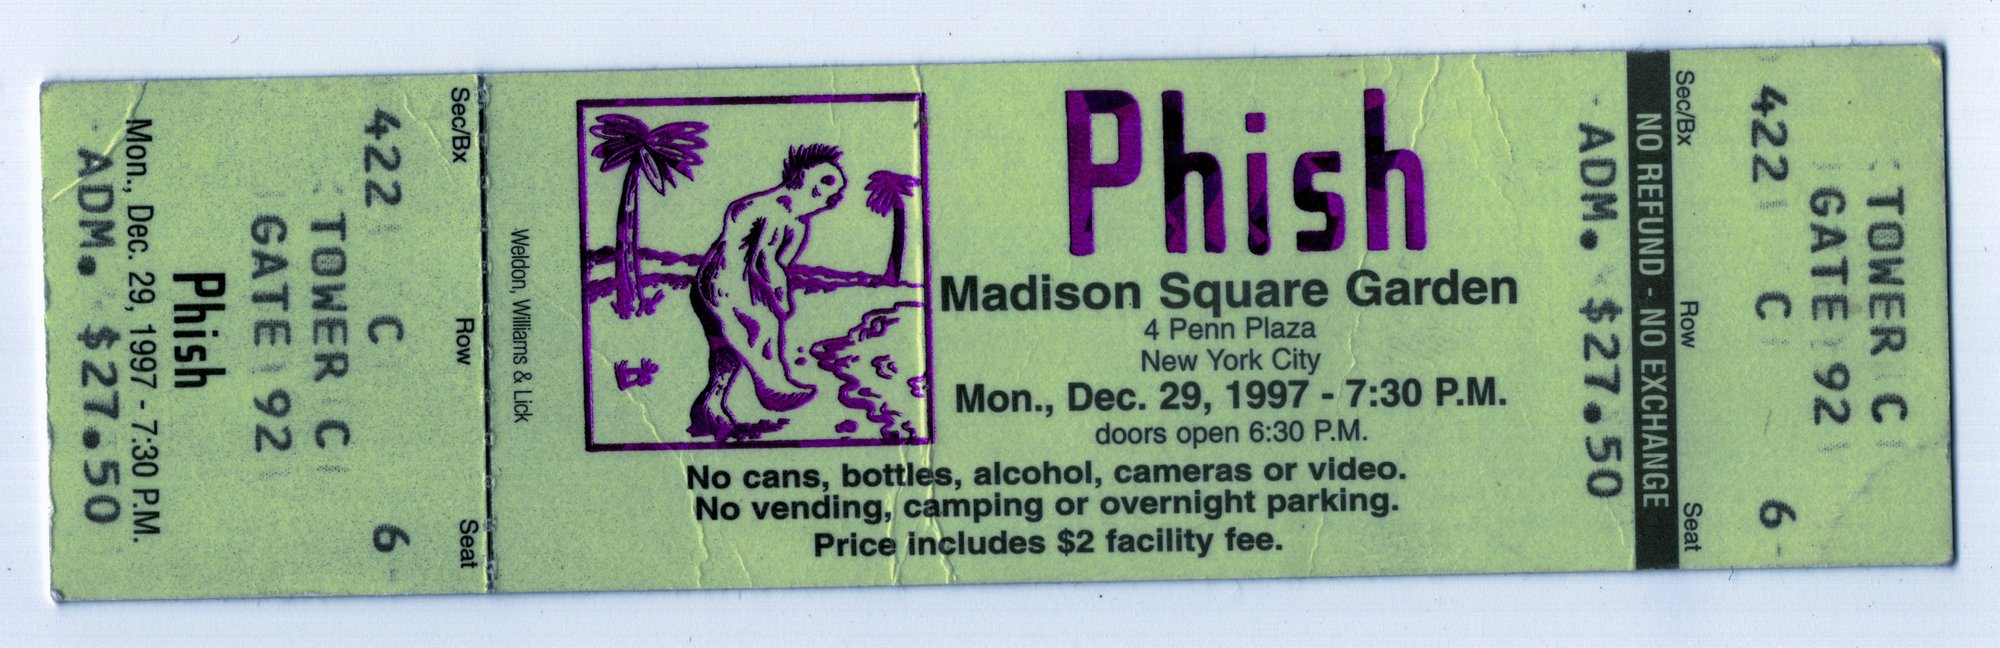 Sec/Bx Row Seat
422 C 6
TOWER C
GATE 92
Phish
Mon., Dec. 29, 1997 - 7:30 P.M.
ADM. $27.50
Weldon, Williams & Lick
Phish
Madison Square Garden
4 Penn Plaza
New York City
Mon., Dec. 29, 1997 - 7:30 P.M.
doors open 6:30 P.M.
No cans, bottles, alcohol, cameras or video.
No vending, camping or overnight parking.
Price includes $2 facility fee.
TOWER C
GATE 92
422 C 6
Sec/Bx Row Seat
NO REFUND - NO EXCHANGE
ADM. $27.50